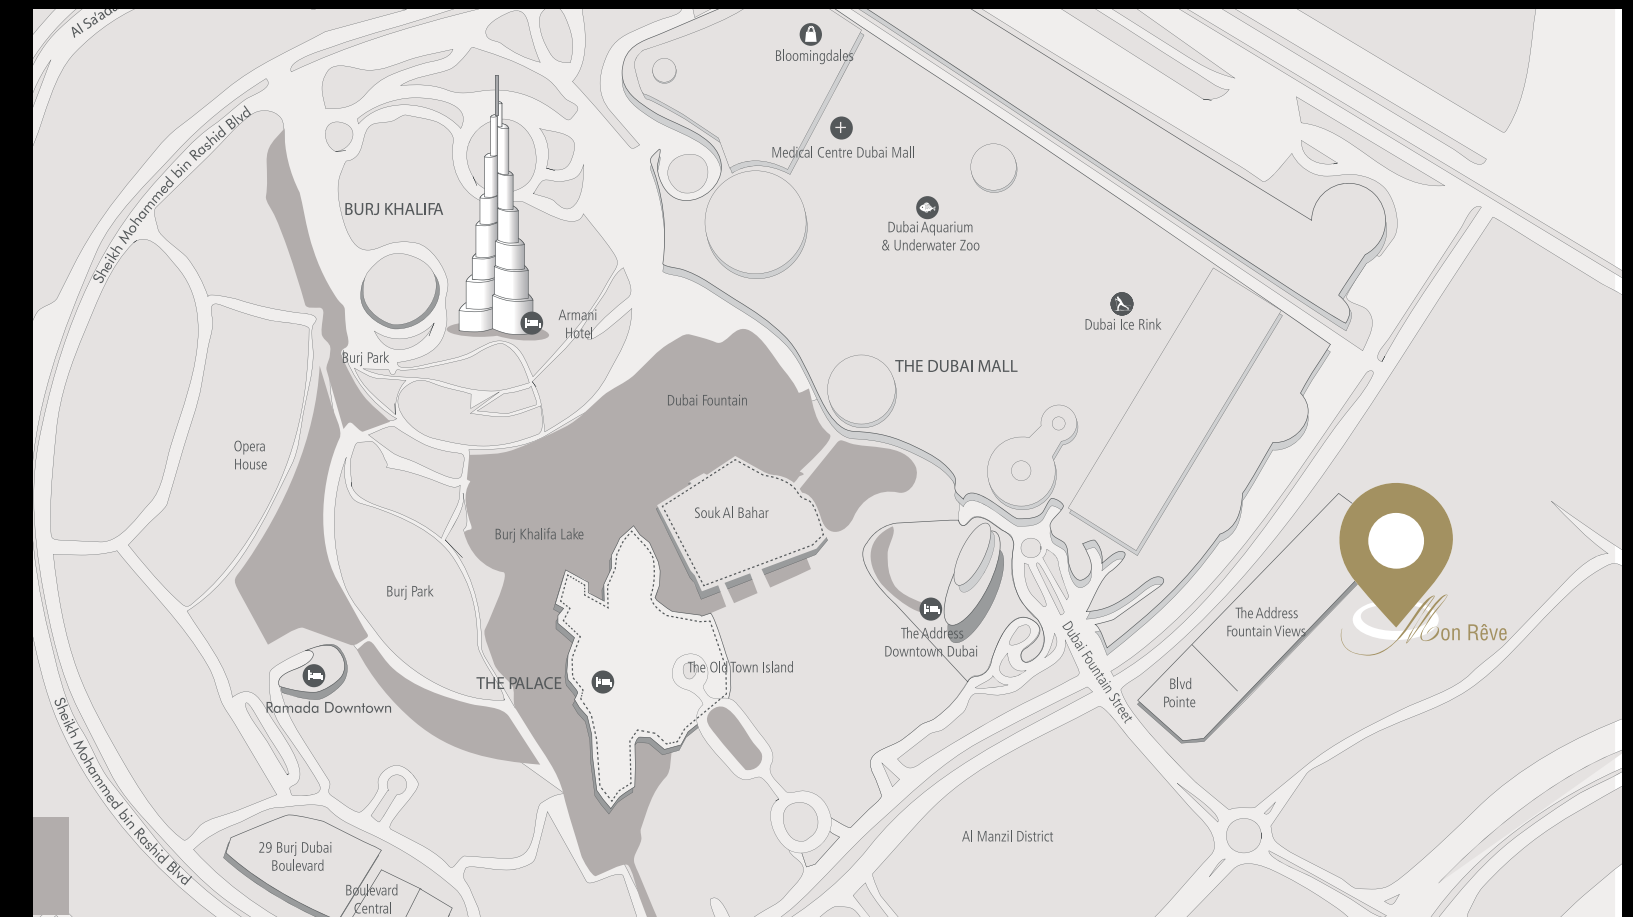 Al Sa'ada
Bloomingdales
Sheikh Mohammed bin Rashid Blvd
Medical Centre Dubai Mall
BURJ KHALIFA
Dubai Aquarium
& Underwater Zoo
Armani
Hotel
Dubai Ice Rink
Burj Park
THE DUBAI MALL
Dubai Fountain
Opera
House
Souk Al Bahar
Burj Khalifa Lake
Burj Park
The Address
Fountain Views
Mon Rêve
The Address
Downtown Dubai
Dubai Fountain Street
The Old Town Island
THE PALACE
Blvd
Pointe
Ramada Downtown
Sheikh Mohammed bin Rashid Blvd
Al Manzil District
29 Burj Dubai
Boulevard
Boulevard
Central